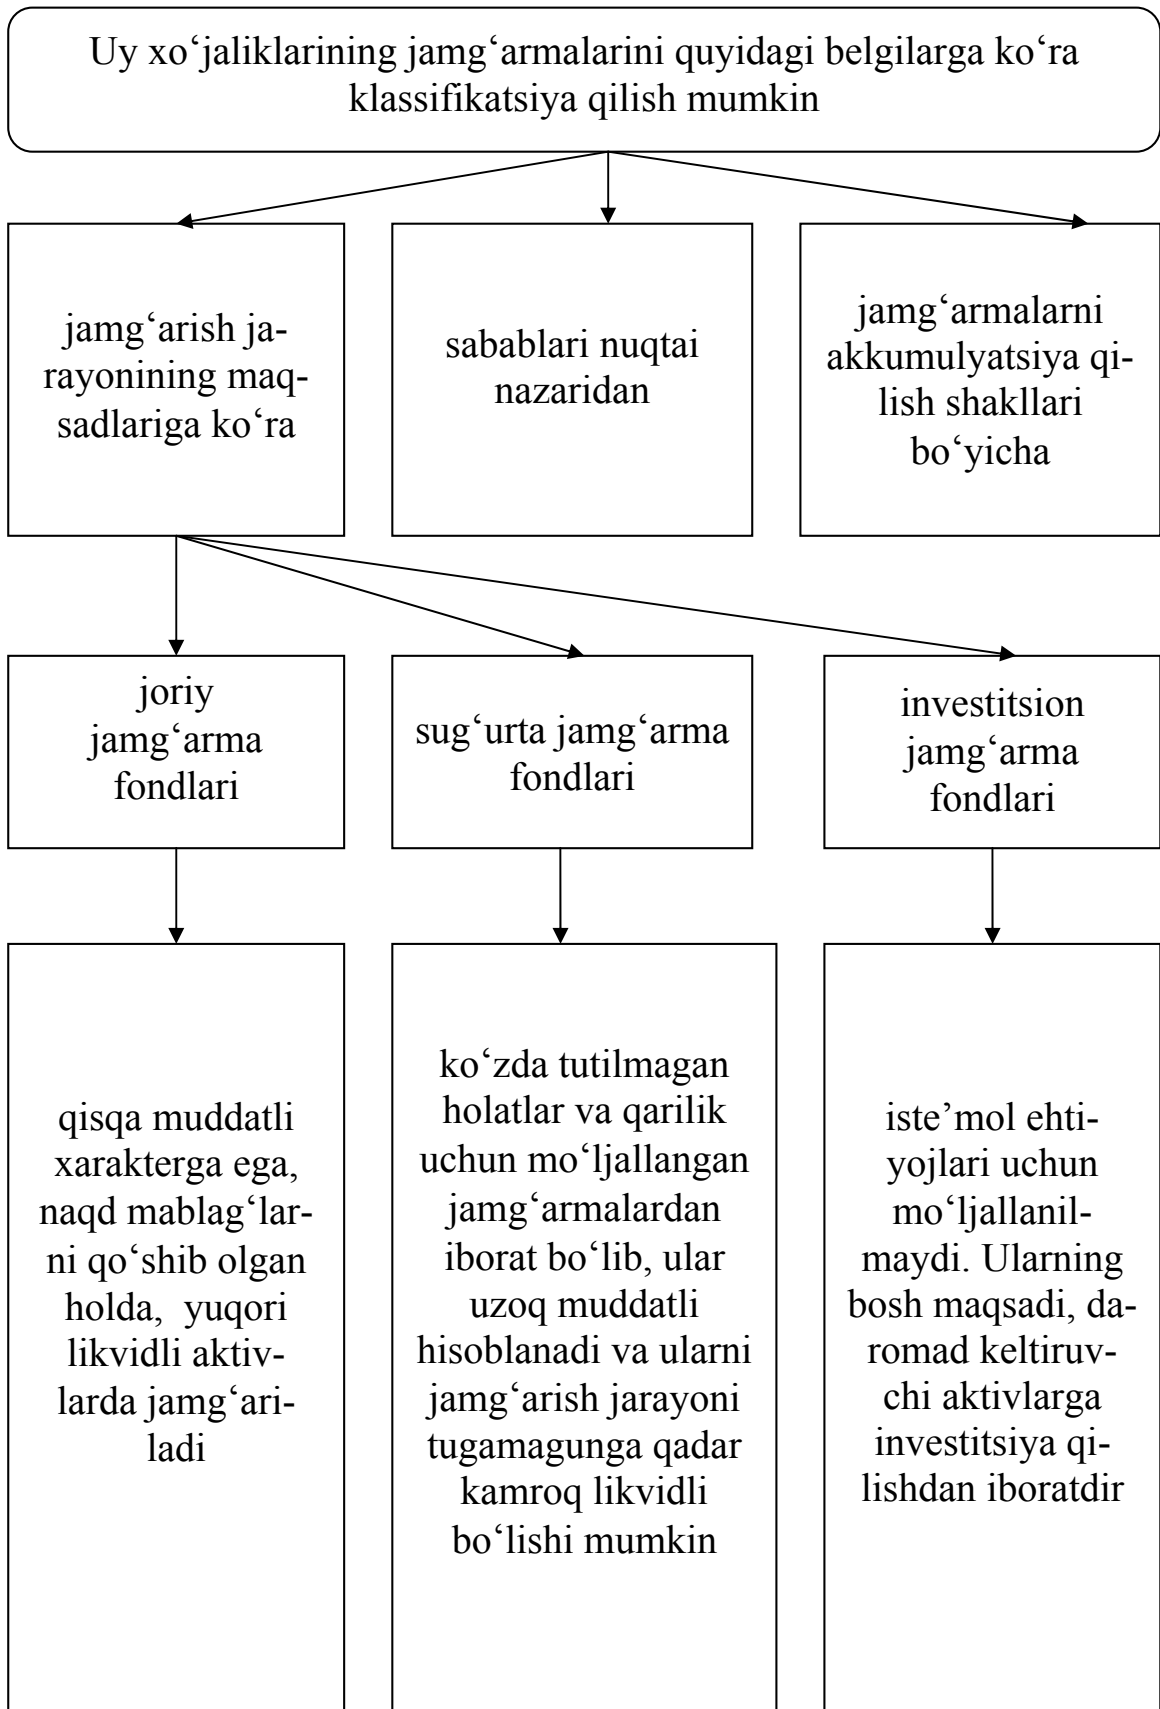 Uy xo‘jaliklarining jamg‘armalarini quyidagi belgilarga ko‘ra
klassifikatsiya qilish mumkin
jamg‘arish ja-
rayonining maq-
sadlariga ko‘ra
sabablari nuqtai
nazaridan
jamg‘armalarni
akkumulyatsiya qi-
lish shakllari
bo‘yicha
joriy
jamg‘arma
fondlari
sug‘urta jamg‘arma
fondlari
investitsion
jamg‘arma
fondlari
qisqa muddatli
xarakterga ega,
naqd mablag‘lar-
ni qo‘shib olgan
holda, yuqori
likvidli aktiv-
larda jamg‘ari-
ladi
ko‘zda tutilmagan
holatlar va qarilik
uchun mo‘ljallangan
jamg‘armalardan
iborat bo‘lib, ular
uzoq muddatli
hisoblanadi va ularni
jamg‘arish jarayoni
tugamagunga qadar
kamroq likvidli
bo‘lishi mumkin
iste’mol ehti-
yojlari uchun
mo‘ljallanil-
maydi. Ularning
bosh maqsadi, da-
romad keltiruv-
chi aktivlarga
investitsiya qi-
lishdan iboratdir